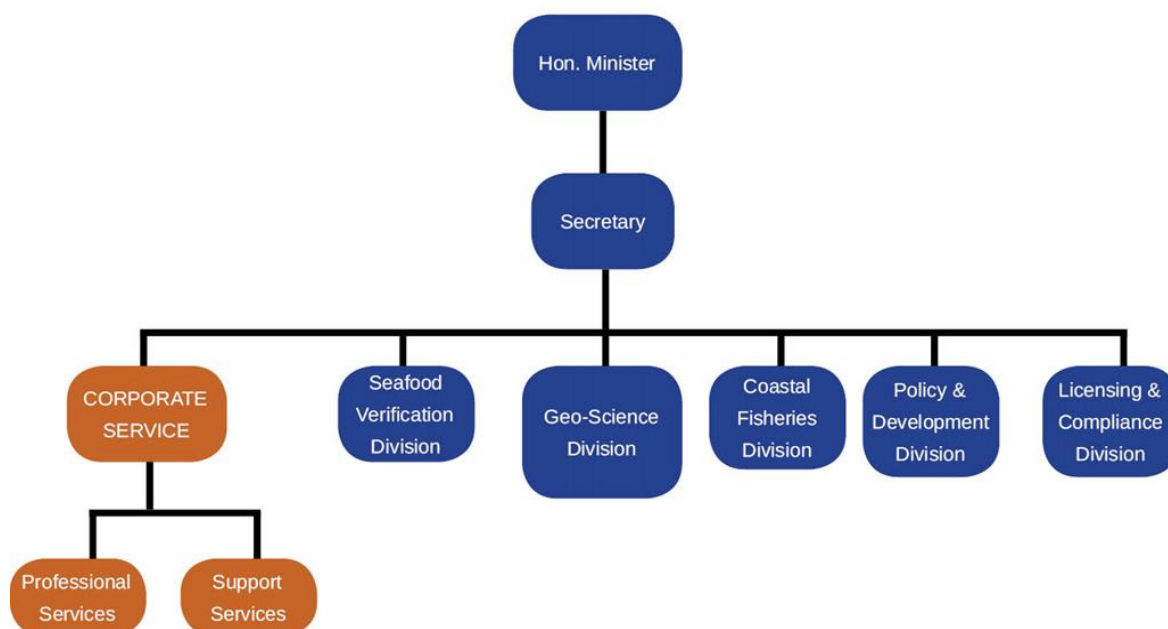 Hon. Minister
Secretary
CORPORATE
SERVICE
Seafood
Verification
Division
Geo-Science
Division
Coastal
Fisheries
Division
Policy &
Development
Division
Licensing &
Compliance
Division
Professional
Services
Support
Services